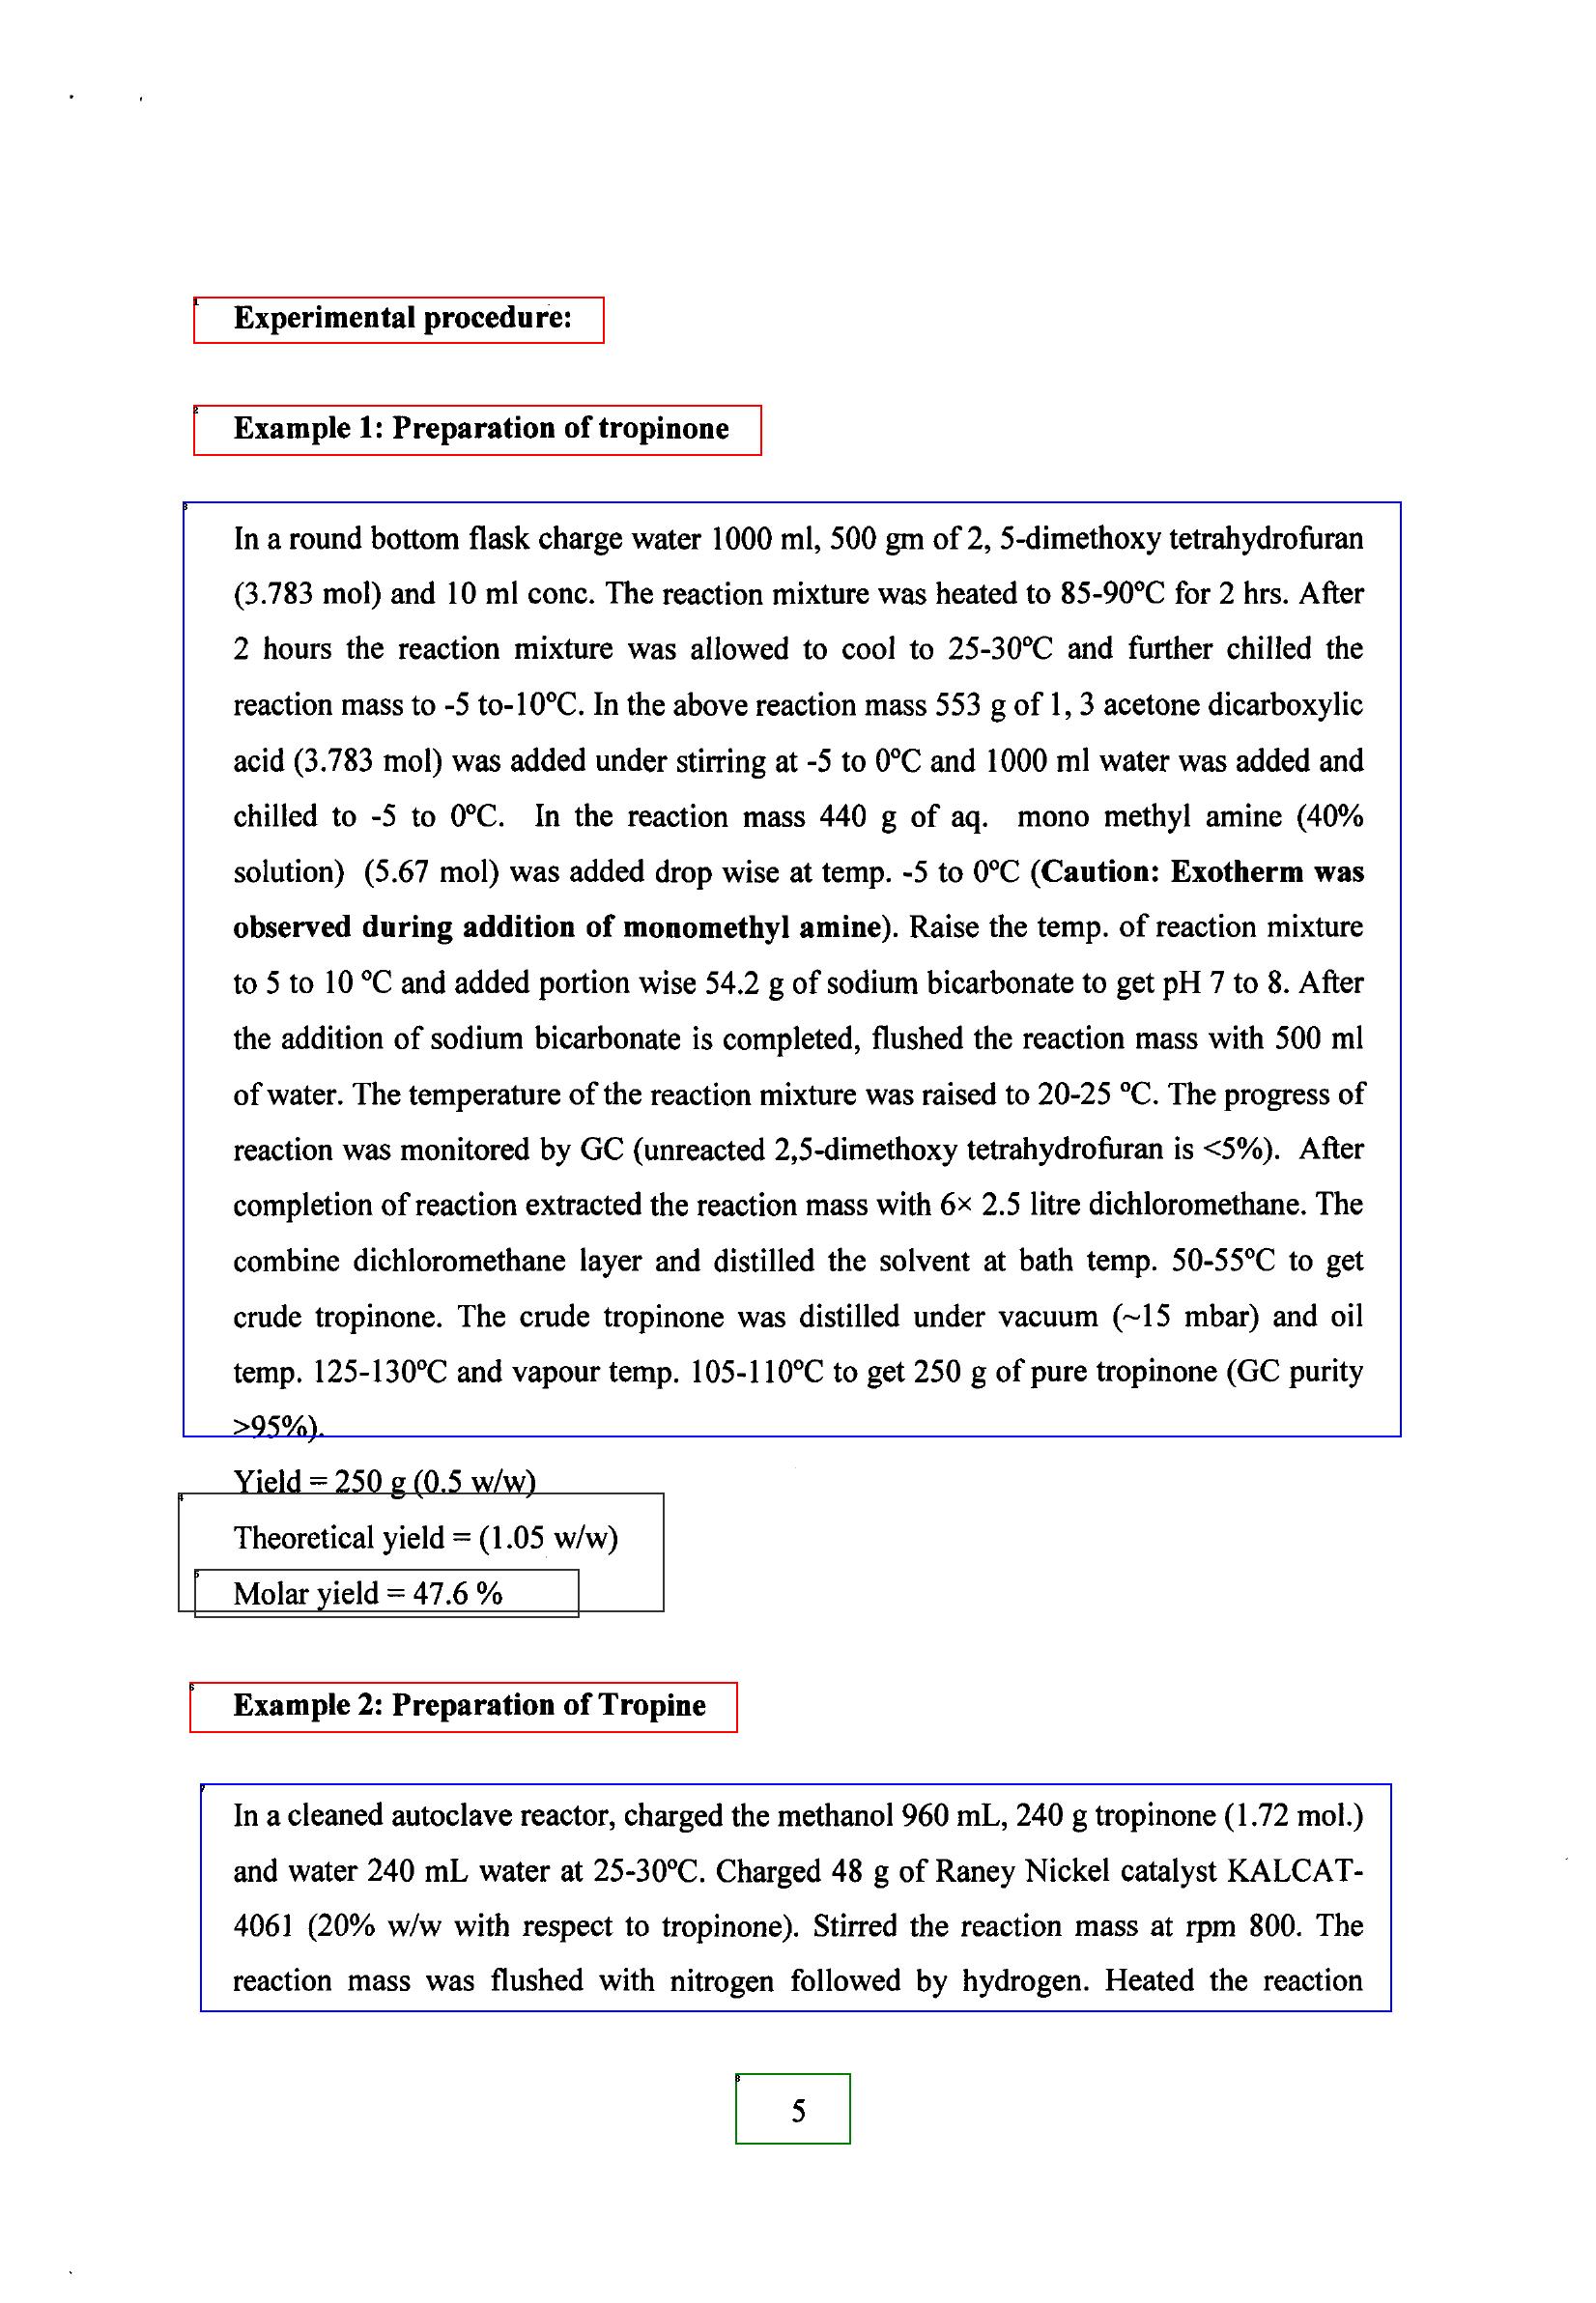 Experimental procedure:
Example 1: Preparation of tropinone
In a round bottom flask charge water 1000 ml, 500 gm of 2, 5-dimethoxy tetrahydrofuran
(3.783 mol) and 10 ml conc. The reaction mixture was heated to 85-90ºC for 2 hrs. After
2 hours the reaction mixture was allowed to cool to 25-30ºC and further chilled the
reaction mass to -5 to-10ºC. In the above reaction mass 553 g of 1, 3 acetone dicarboxylic
acid (3.783 mol) was added under stirring at -5 to 0ºC and 1000 ml water was added and
chilled to -5 to 0ºC. In the reaction mass 440 g of aq. mono methyl amine (40%
solution) (5.67 mol) was added drop wise at temp. -5 to 0ºC (Caution: Exotherm was
observed during addition of monomethyl amine). Raise the temp. of reaction mixture
to 5 to 10 ºC and added portion wise 54.2 g of sodium bicarbonate to get pH 7 to 8. After
the addition of sodium bicarbonate is completed, flushed the reaction mass with 500 ml
of water. The temperature of the reaction mixture was raised to 20-25 ºC. The progress of
reaction was monitored by GC (unreacted 2,5-dimethoxy tetrahydrofuran is <5%). After
completion of reaction extracted the reaction mass with 6× 2.5 litre dichloromethane. The
combine dichloromethane layer and distilled the solvent at bath temp. 50-55ºC to get
crude tropinone. The crude tropinone was distilled under vacuum (~15 mbar) and oil
temp. 125-130ºC and vapour temp. 105-110ºC to get 250 g of pure tropinone (GC purity
>95%).
Yield = 250 g (0.5 w/w)
Theoretical yield = (1.05 w/w)
Molar yield = 47.6 %
Example 2: Preparation of Tropine
In a cleaned autoclave reactor, charged the methanol 960 mL, 240 g tropinone (1.72 mol.)
and water 240 mL water at 25-30ºC. Charged 48 g of Raney Nickel catalyst KALCAT-
4061 (20% w/w with respect to tropinone). Stirred the reaction mass at rpm 800. The
reaction mass was flushed with nitrogen followed by hydrogen. Heated the reaction
5